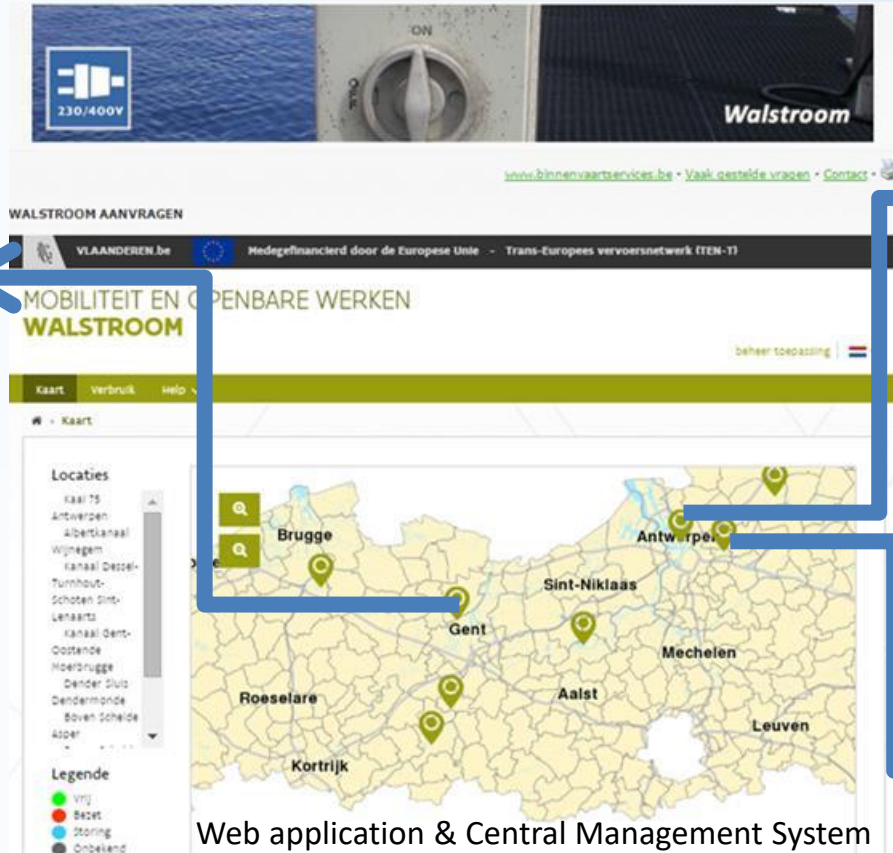 ON
230/400V
Walstroom
www.binnenvaartservices.be • Vaak gestelde vragen • Contact •
WALSTROOM AANVRAGEN
VLAANDEREN.be Medegefinancierd door de Europese Unie - Trans-Europees vervoersnetwerk (TEN-T)
MOBILITEIT EN OPENBARE WERKEN
WALSTROOM
beheer toepassing
Kaart Verbruik Help
Kaart
Locaties
Kaai 75
Antwerpen
Albertkanaal
Wijnegem
Kanaal Dessel-
Turnhout-
Schoten Sint-
Lenaarts
Kanaal Gent-
Oostende
Moerbrugge
Dender Sluis
Dendermonde
Boven Schelde
Asper
Legende
Vrij
Bezet
Storing
Onbekend
Brugge
Antwerpen
Sint-Niklaas
Gent
Mechelen
Roeselare
Aalst
Leuven
Kortrijk
Web application & Central Management System